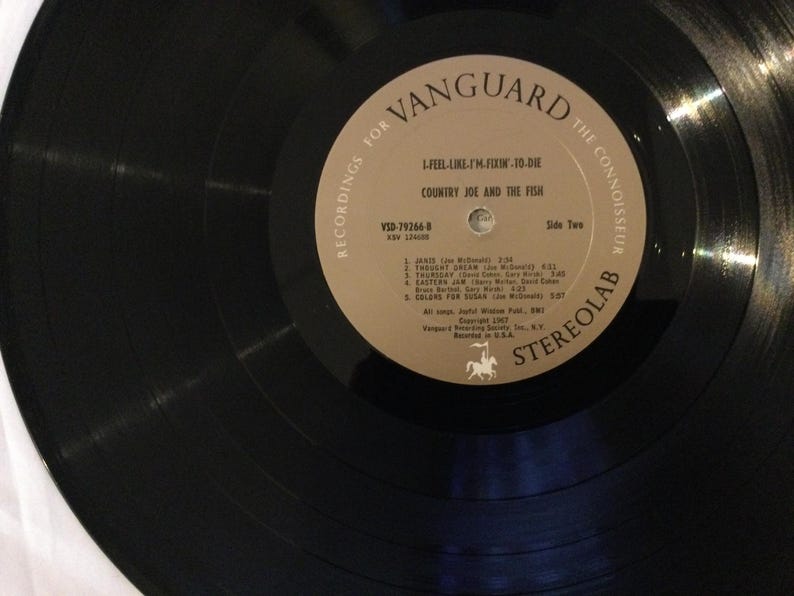 RECORDINGS FOR VANGUARD THE CONNOISSEUR
I-FEEL-LIKE-I'M-FIXIN'-TO-DIE
COUNTRY JOE AND THE FISH
VSD-79266-B
Side Two
XSV 124688
Gar
1. JANIS (Joe McDonald) 2:34
2. THOUGHT DREAM (Joe McDonald) 6:11
3. THURSDAY (David Cohen, Gary Hirsh) 3:45
4. EASTERN JAM (Barry Melton, David Cohen
Bruce Barthol, Gary Hirsh) 4:23
5. COLORS FOR SUSAN (Joe McDonald) 5:57
All songs, Joyful Wisdom Publ., BMI
Copyright 1967
Vanguard Recording Society, Inc., N.Y.
Recorded in U.S.A.
STEREOLAB